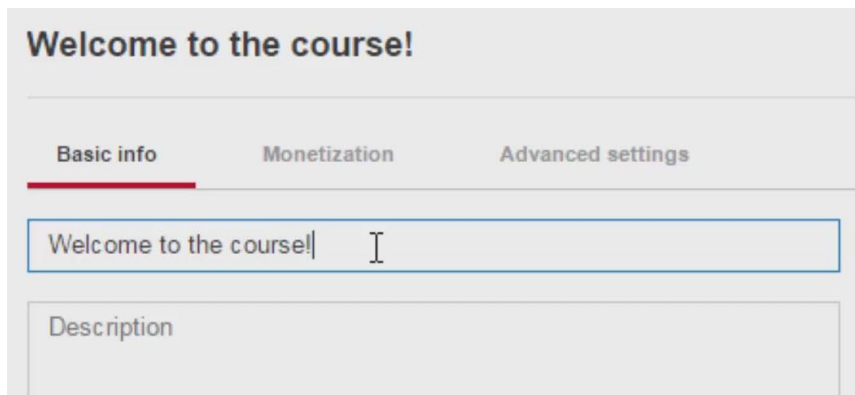 Welcome to the course!
Basic info Monetization Advanced settings
Welcome to the course!
Description